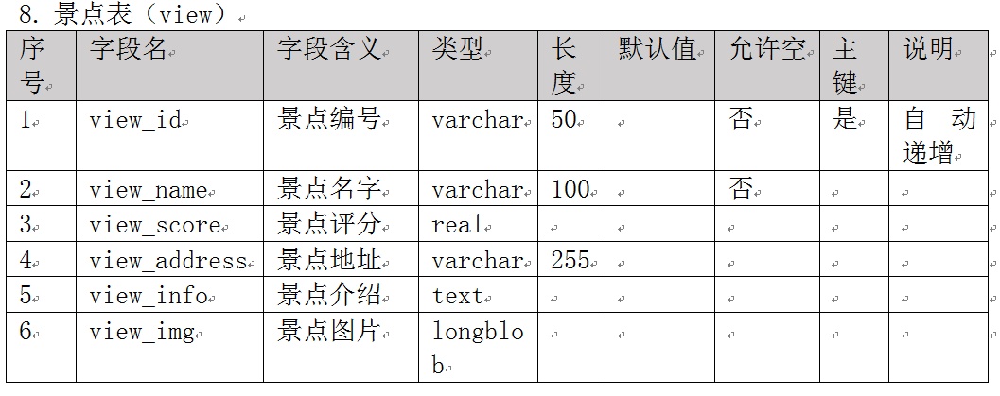 8. 景点表（view）
序号 字段名 字段含义 类型 长度 默认值 允许空 主键 说明
1 view_id 景点编号 varchar 50 否 是 自动递增
2 view_name 景点名字 varchar 100 否
3 view_score 景点评分 real
4 view_address 景点地址 varchar 255
5 view_info 景点介绍 text
6 view_img 景点图片 longblob